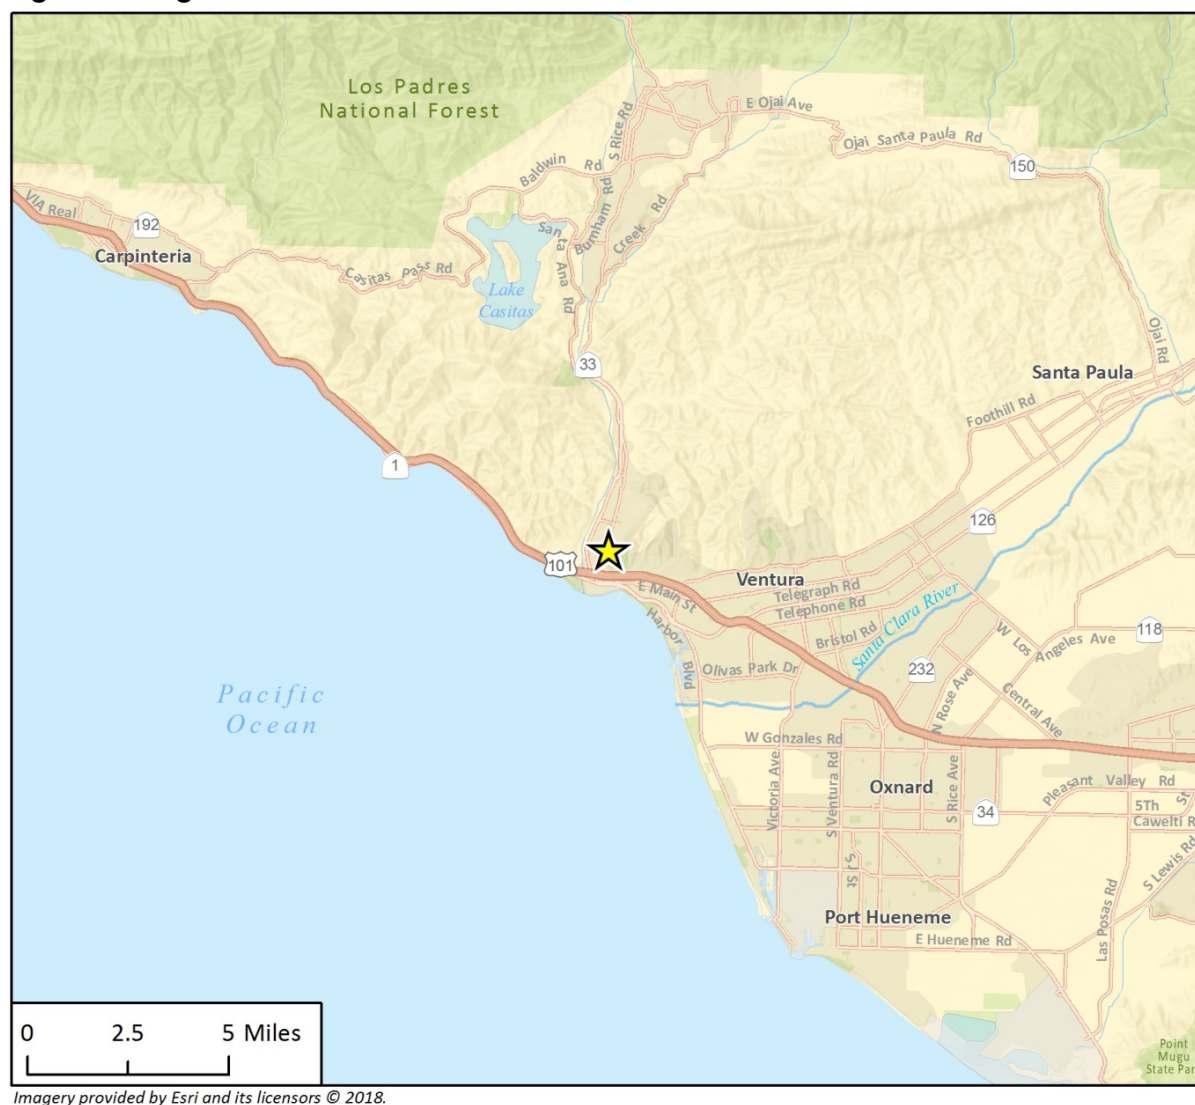 Los Padres
National Forest
E Ojai Ave
Ojai Santa Paula Rd
150
S Rice Rd
Baldwin Rd
Burnham Rd
Creek Rd
Santa Ana Rd
VIA Real
192
Carpinteria
Casitas Pass Rd
Lake
Casitas
33
Ojai Rd
Santa Paula
Foothill Rd
1
126
101
Ventura
E Main St
Telegraph Rd
Telephone Rd
Bristol Rd
Santa Clara River
Harbor Blvd
Olivas Park Dr
W Los Angeles Ave
118
232
N Rose Ave
Central Ave
Pacific
Ocean
W Gonzales Rd
Victoria Ave
S Ventura Rd
Oxnard
S Rice Ave
34
Pleasant Valley Rd
5Th St
Cawelti R
S Lewis Rd
S J St
Port Hueneme
E Hueneme Rd
Las Posas Rd
Point
Mugu
State Par
0 2.5 5 Miles
Imagery provided by Esri and its licensors © 2018.